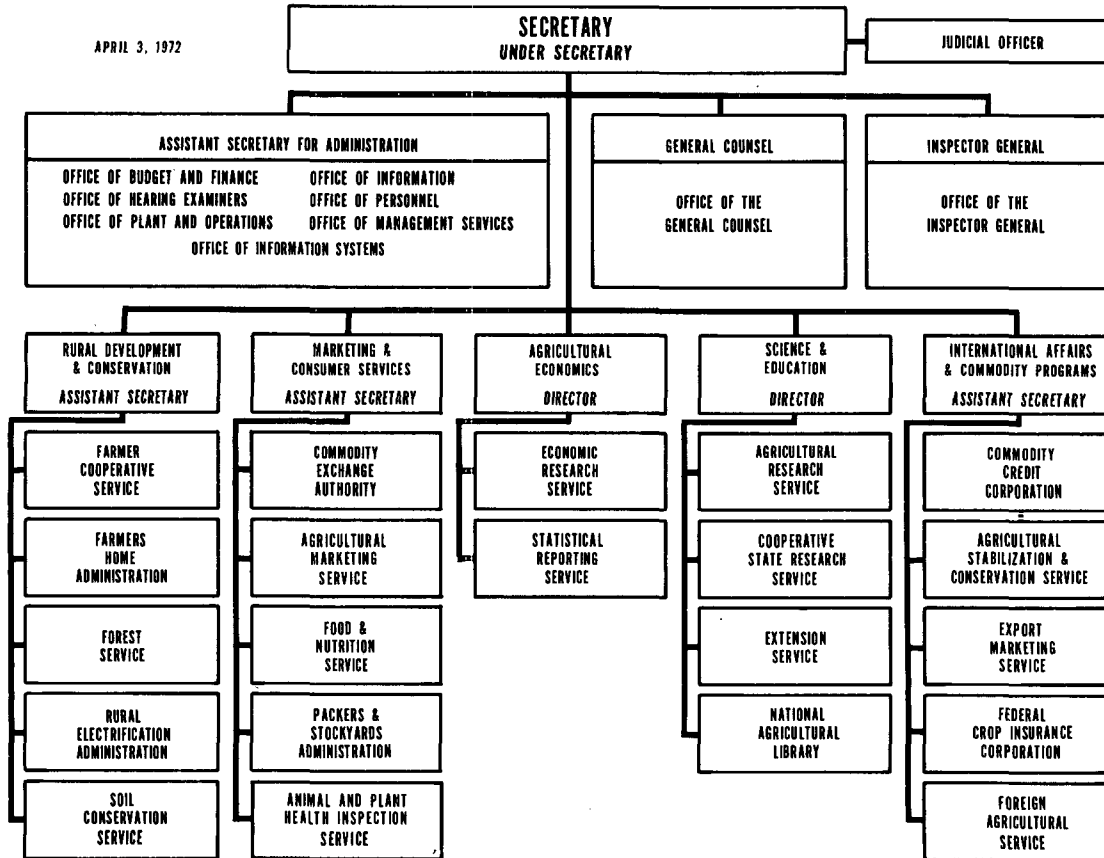 APRIL 3, 1972
SECRETARY
UNDER SECRETARY
JUDICIAL OFFICER
ASSISTANT SECRETARY FOR ADMINISTRATION
OFFICE OF BUDGET AND FINANCE
OFFICE OF HEARING EXAMINERS
OFFICE OF PLANT AND OPERATIONS
OFFICE OF INFORMATION
OFFICE OF PERSONNEL
OFFICE OF MANAGEMENT SERVICES
OFFICE OF INFORMATION SYSTEMS
GENERAL COUNSEL
OFFICE OF THE
GENERAL COUNSEL
INSPECTOR GENERAL
OFFICE OF THE
INSPECTOR GENERAL
RURAL DEVELOPMENT
& CONSERVATION
ASSISTANT SECRETARY
FARMER
COOPERATIVE
SERVICE
FARMERS
HOME
ADMINISTRATION
FOREST
SERVICE
RURAL
ELECTRIFICATION
ADMINISTRATION
SOIL
CONSERVATION
SERVICE
MARKETING &
CONSUMER SERVICES
ASSISTANT SECRETARY
COMMODITY
EXCHANGE
AUTHORITY
AGRICULTURAL
MARKETING
SERVICE
FOOD &
NUTRITION
SERVICE
PACKERS &
STOCKYARDS
ADMINISTRATION
ANIMAL AND PLANT
HEALTH INSPECTION
SERVICE
AGRICULTURAL
ECONOMICS
DIRECTOR
ECONOMIC
RESEARCH
SERVICE
STATISTICAL
REPORTING
SERVICE
SCIENCE &
EDUCATION
DIRECTOR
AGRICULTURAL
RESEARCH
SERVICE
COOPERATIVE
STATE RESEARCH
SERVICE
EXTENSION
SERVICE
NATIONAL
AGRICULTURAL
LIBRARY
INTERNATIONAL AFFAIRS
& COMMODITY PROGRAMS
ASSISTANT SECRETARY
COMMODITY
CREDIT
CORPORATION
AGRICULTURAL
STABILIZATION &
CONSERVATION SERVICE
EXPORT
MARKETING
SERVICE
FEDERAL
CROP INSURANCE
CORPORATION
FOREIGN
AGRICULTURAL
SERVICE